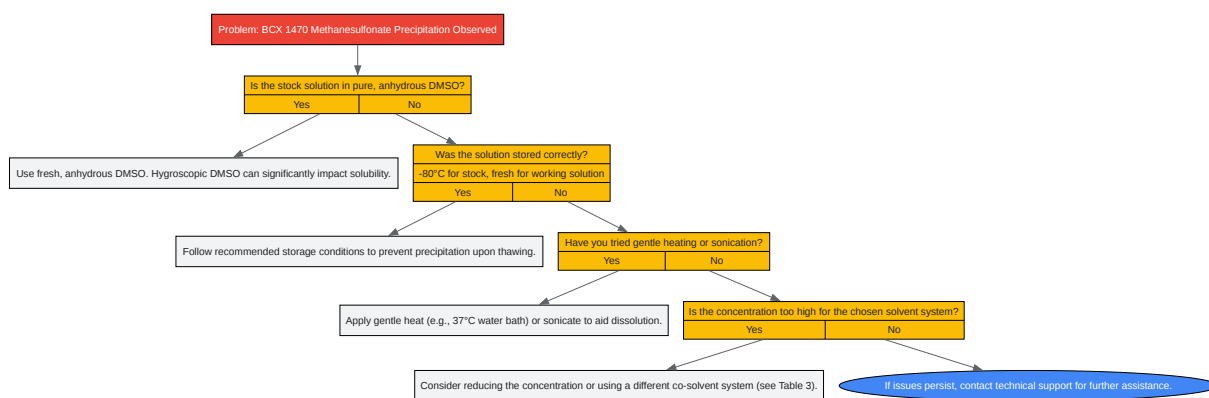 Problem: BCX 1470 Methanesulfonate Precipitation Observed
Is the stock solution in pure, anhydrous DMSO?
Yes
No
Use fresh, anhydrous DMSO. Hygroscopic DMSO can significantly impact solubility.
Was the solution stored correctly?
-80°C for stock, fresh for working solution
Yes
No
Follow recommended storage conditions to prevent precipitation upon thawing.
Have you tried gentle heating or sonication?
Yes
No
Apply gentle heat (e.g., 37°C water bath) or sonicate to aid dissolution.
Is the concentration too high for the chosen solvent system?
Yes
No
Consider reducing the concentration or using a different co-solvent system (see Table 3).
If issues persist, contact technical support for further assistance.